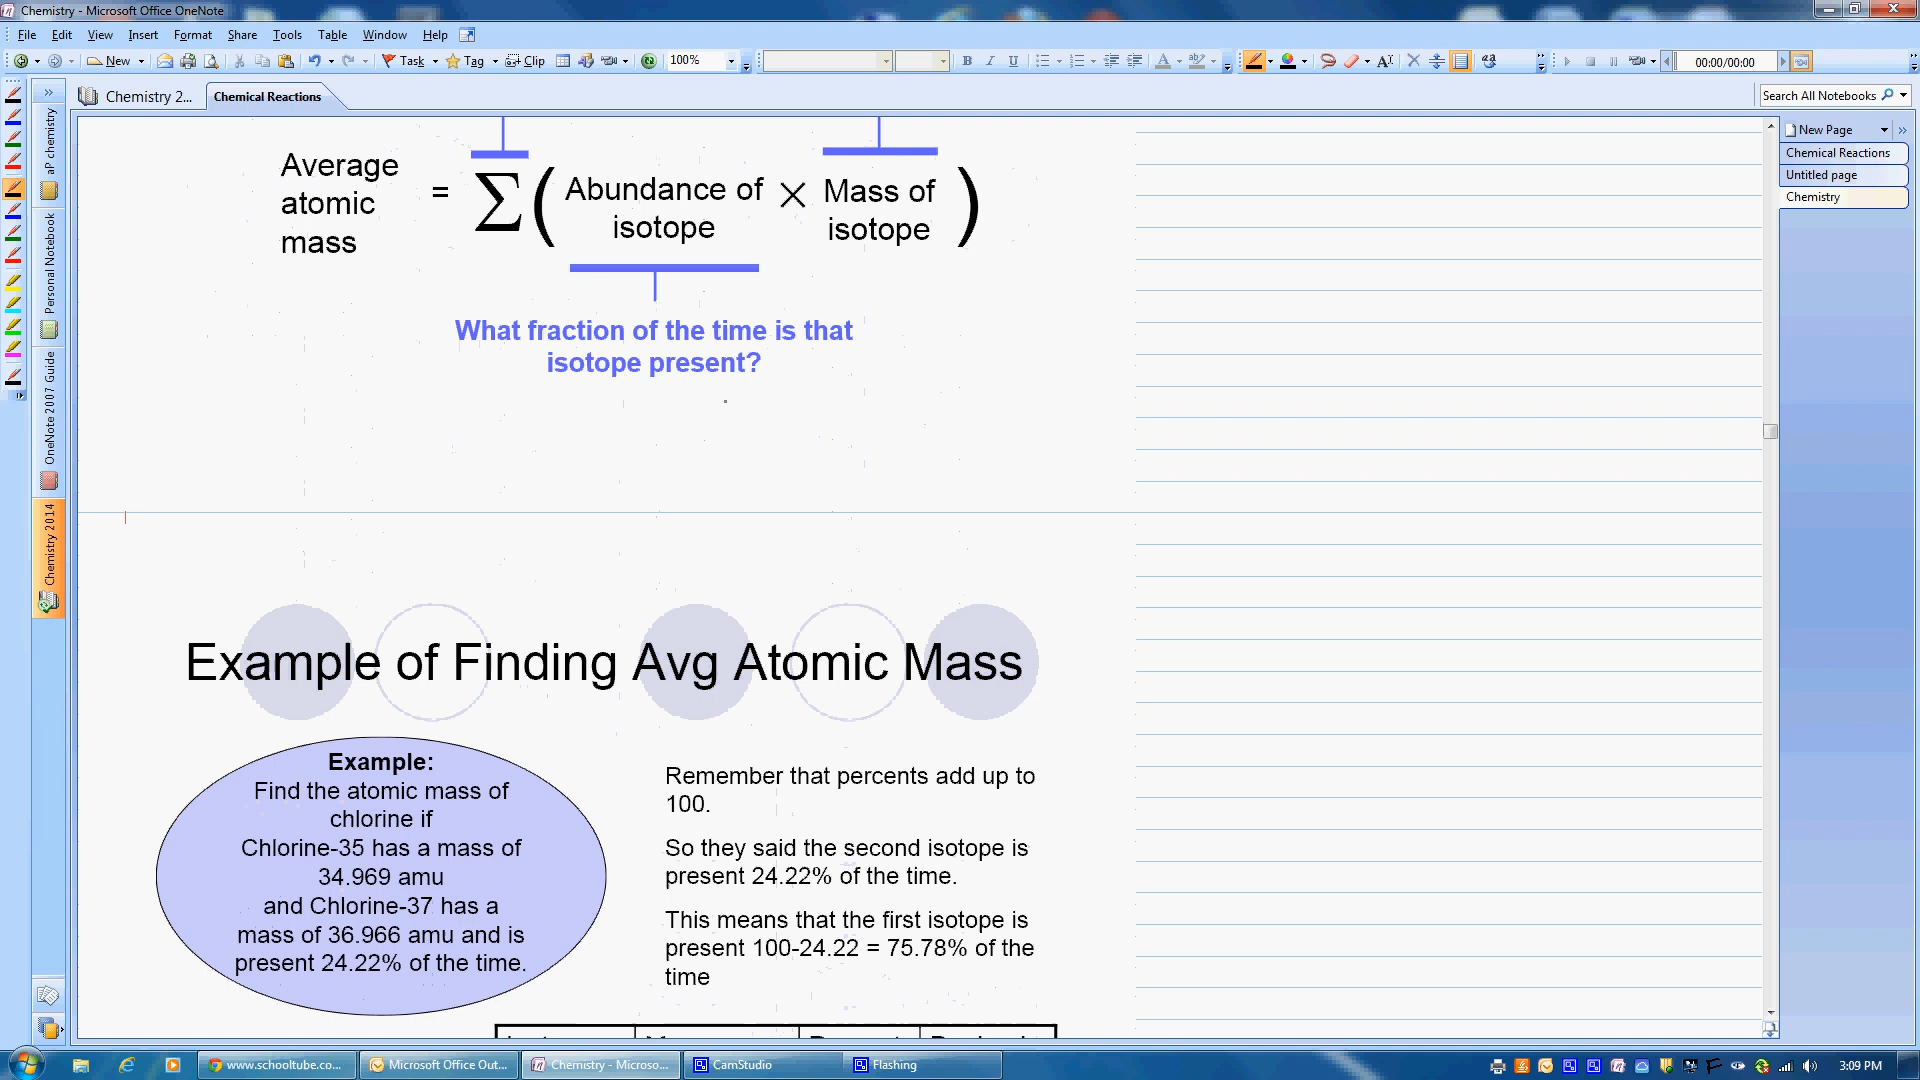 Chemistry - Microsoft Office OneNote
File Edit View Insert Format Share Tools Table Window Help
New Task Tag Clip 100% B I U A ab 00:00/00:00
Chemistry 2... Chemical Reactions Search All Notebooks
aP chemistry
Personal Notebook
OneNote 2007 Guide
Chemistry 2014
New Page
Chemical Reactions
Untitled page
Chemistry
Average
atomic
mass
= Σ ( Abundance of × Mass of )
isotope isotope
What fraction of the time is that
isotope present?
Example of Finding Avg Atomic Mass
Example:
Find the atomic mass of
chlorine if
Chlorine-35 has a mass of
34.969 amu
and Chlorine-37 has a
mass of 36.966 amu and is
present 24.22% of the time.
Remember that percents add up to
100.
So they said the second isotope is
present 24.22% of the time.
This means that the first isotope is
present 100-24.22 = 75.78% of the
time
www.schooltube.co... Microsoft Office Out... Chemistry - Microso... CamStudio Flashing 3:09 PM